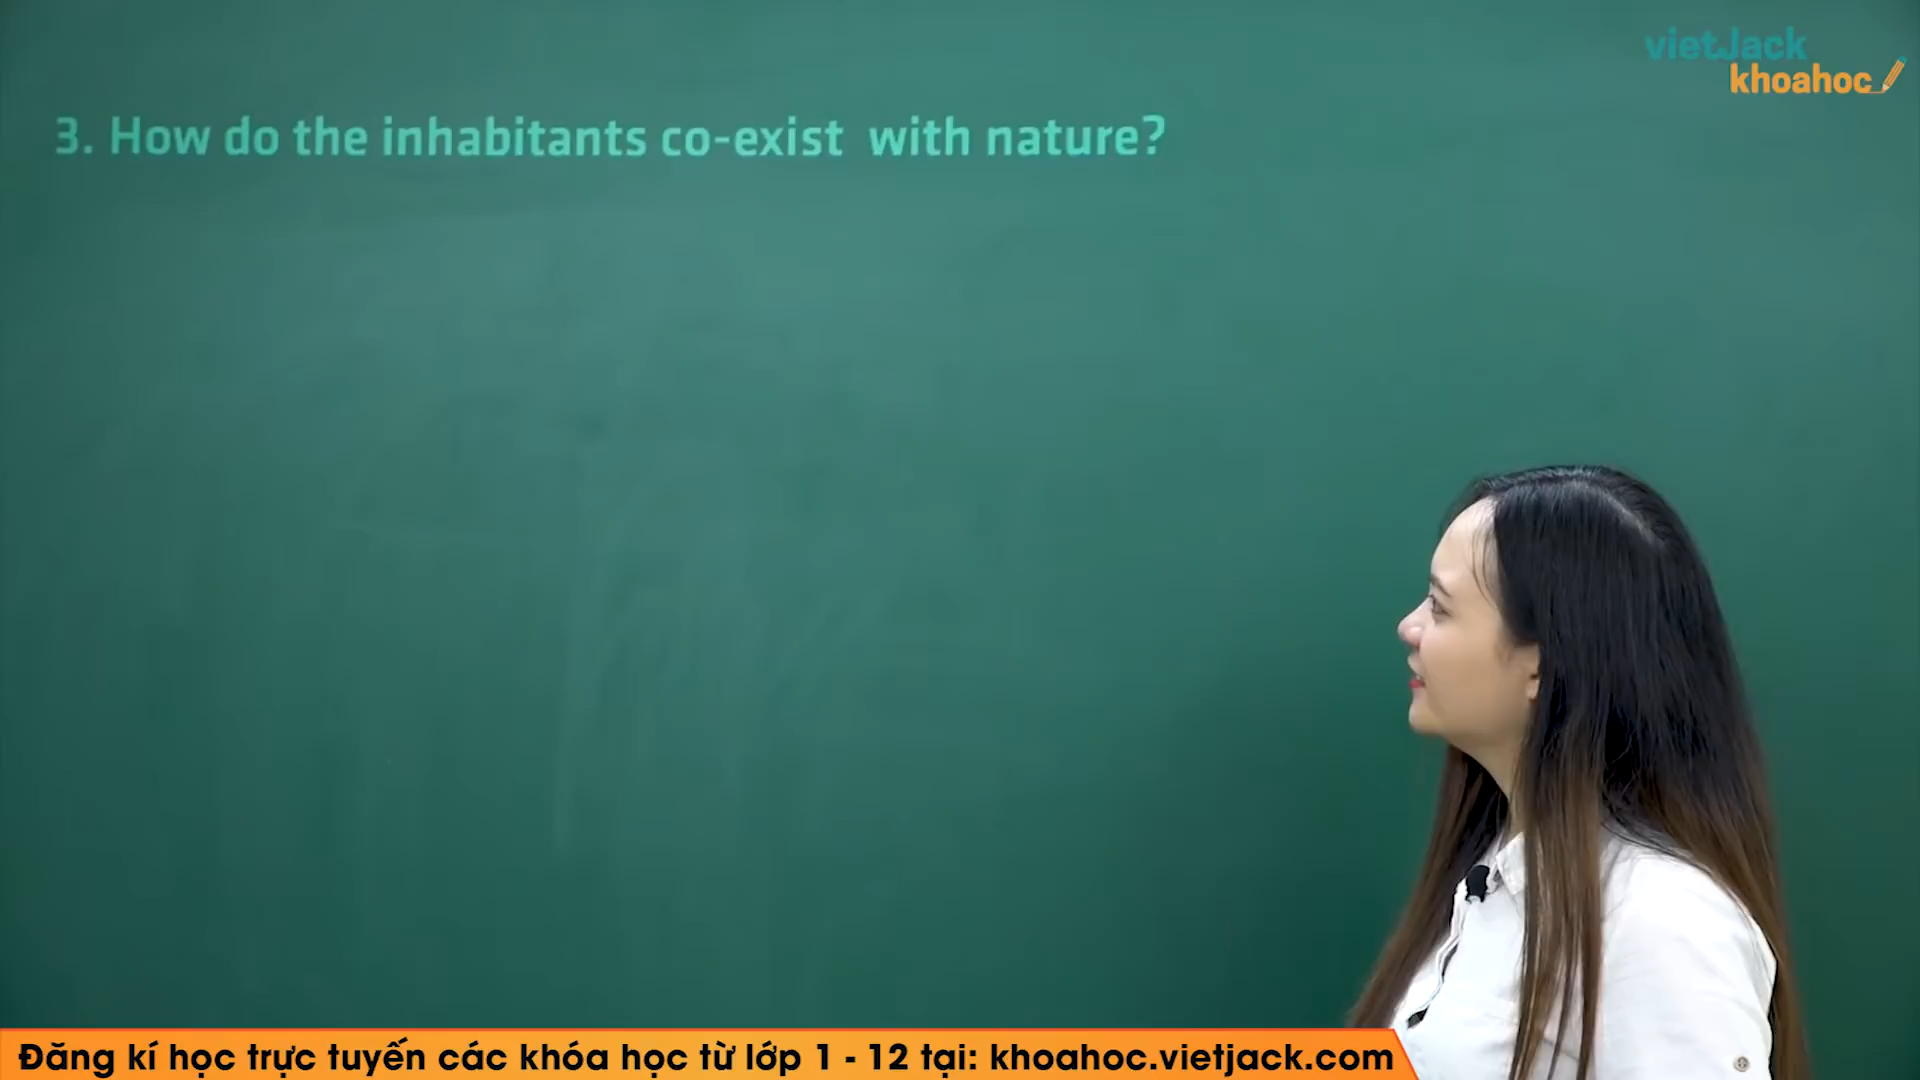 vietJack
khoahoc
3. How do the inhabitants co-exist with nature?
Đăng kí học trực tuyến các khóa học từ lớp 1 - 12 tại: khoahoc.vietjack.com